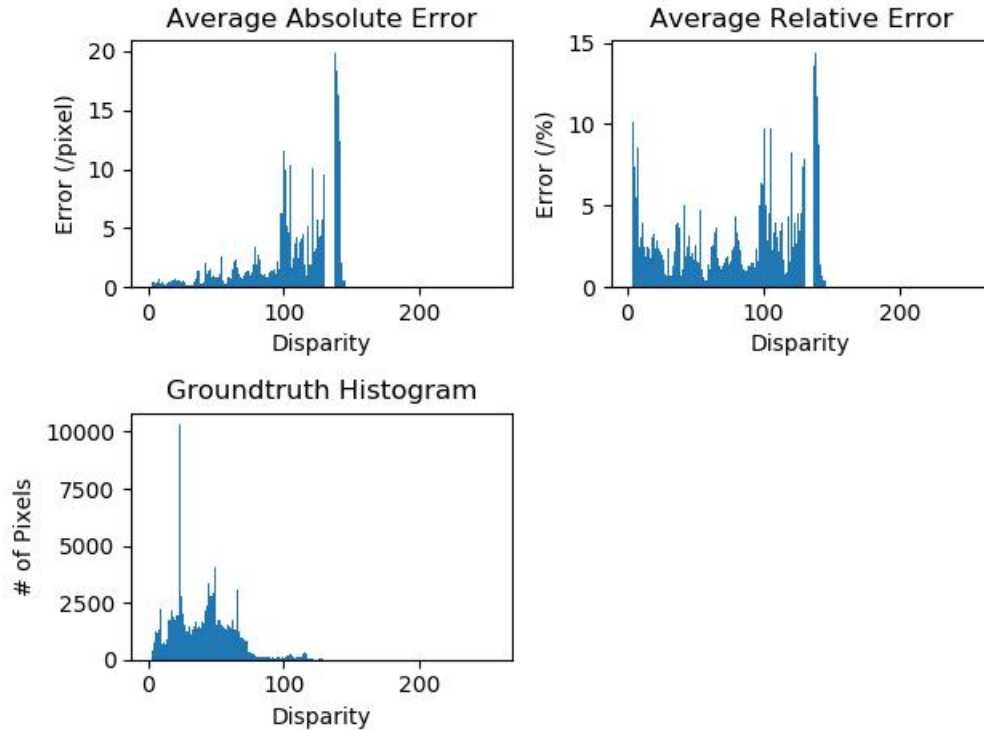 Average Absolute Error
20
15
10
5
0
Error (/pixel)
0 100 200
Disparity
Average Relative Error
15
10
5
0
Error (/%)
0 100 200
Disparity
Groundtruth Histogram
10000
7500
5000
2500
0
# of Pixels
0 100 200
Disparity